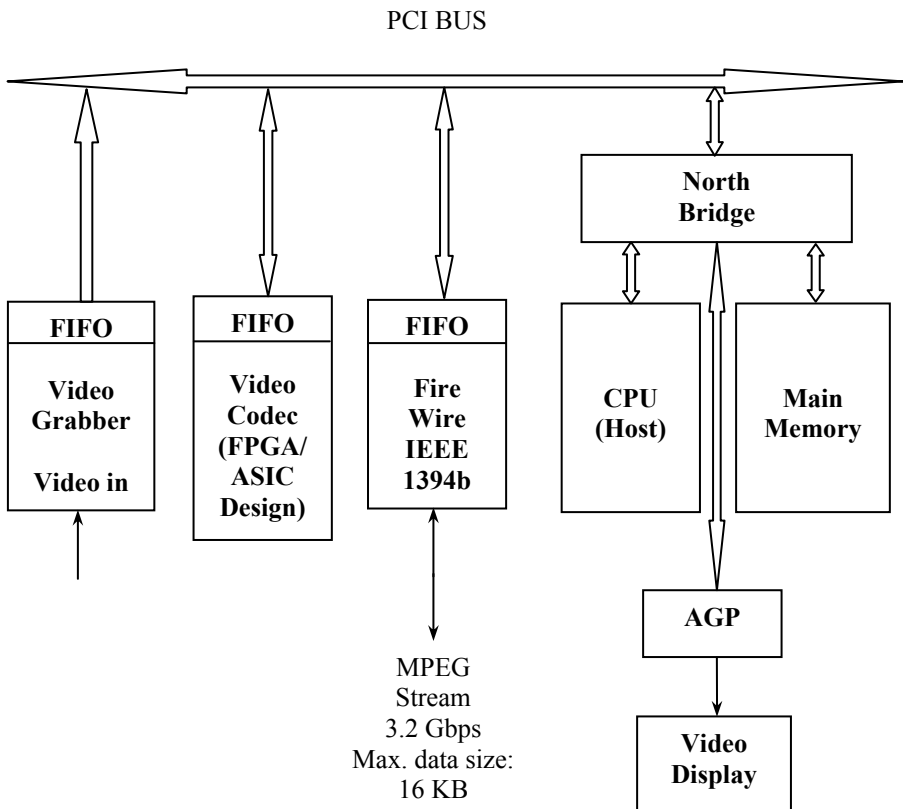 PCI BUS
North
Bridge
FIFO
Video
Grabber
Video in
FIFO
Video
Codec
(FPGA/
ASIC
Design)
FIFO
Fire
Wire
IEEE
1394b
CPU
(Host)
Main
Memory
AGP
MPEG
Stream
3.2 Gbps
Max. data size:
16 KB
Video
Display